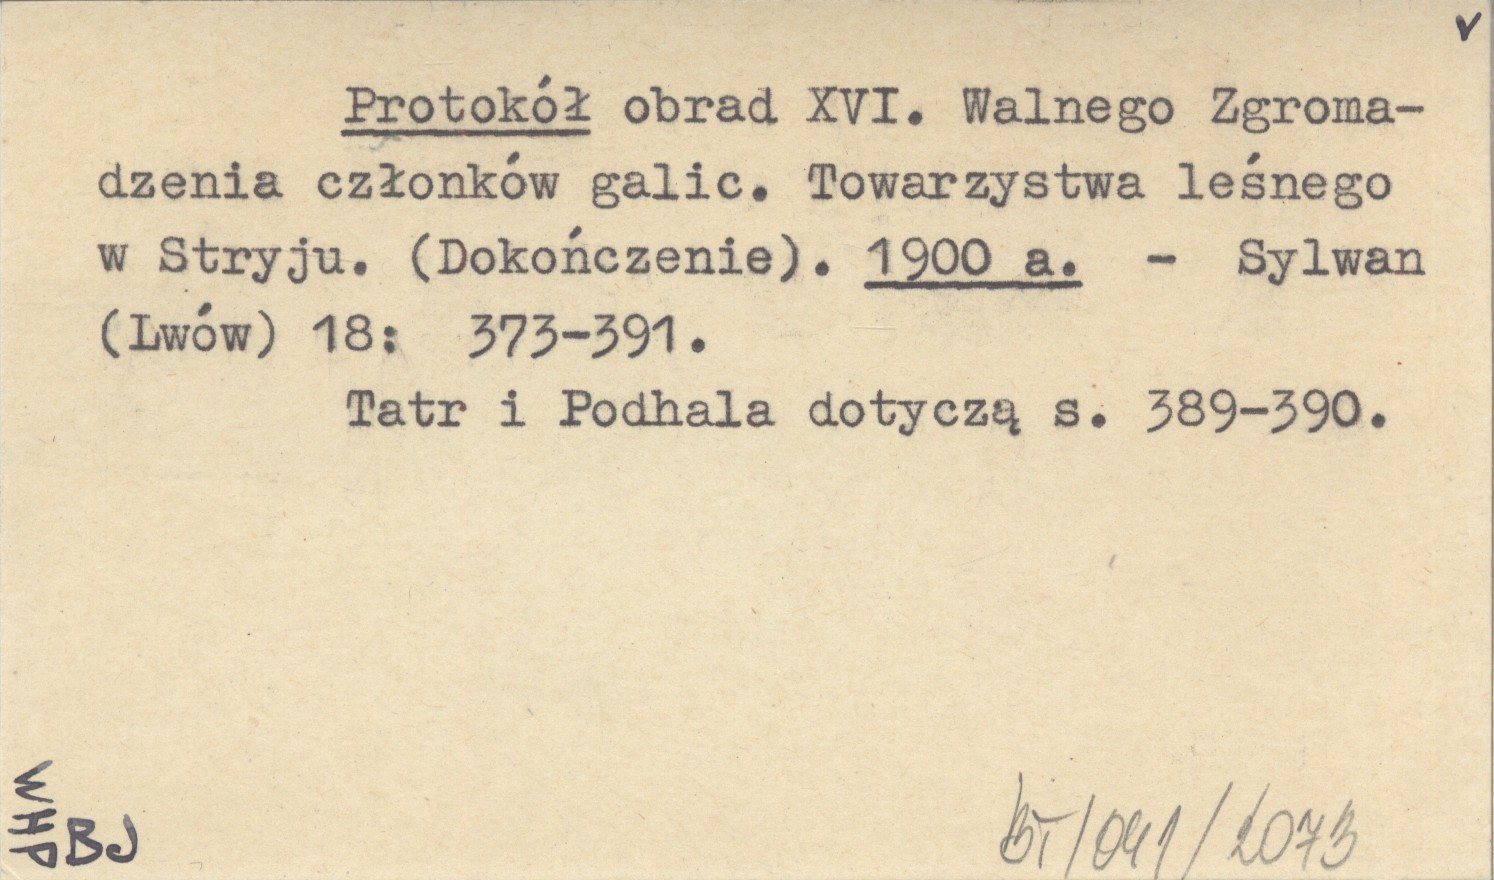 v
Protokół obrad XVI. Walnego Zgroma-
dzenia członków galic. Towarzystwa leśnego
w Stryju. (Dokończenie). 1900 a. - Sylwan
(Lwów) 18: 373-391.
Tatr i Podhala dotyczą s. 389-390.
WHP
BJ
BT/041/2073